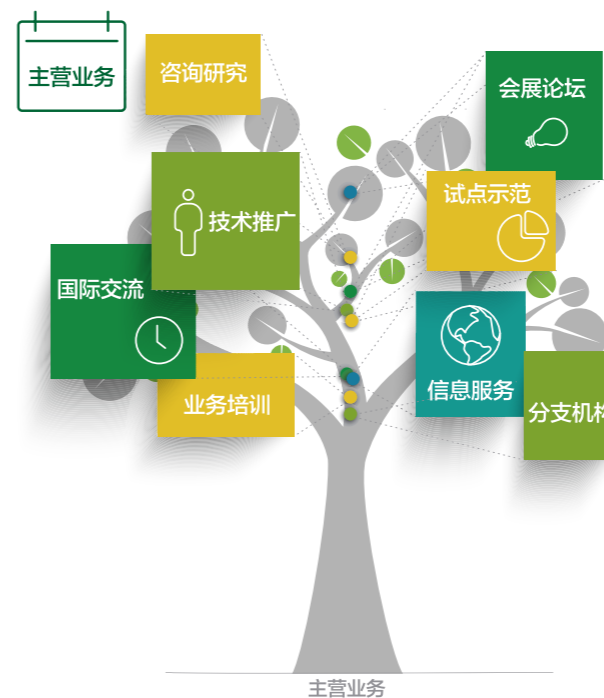 主营业务
咨询研究
会展论坛
技术推广
试点示范
国际交流
信息服务
业务培训
分支机构
主营业务